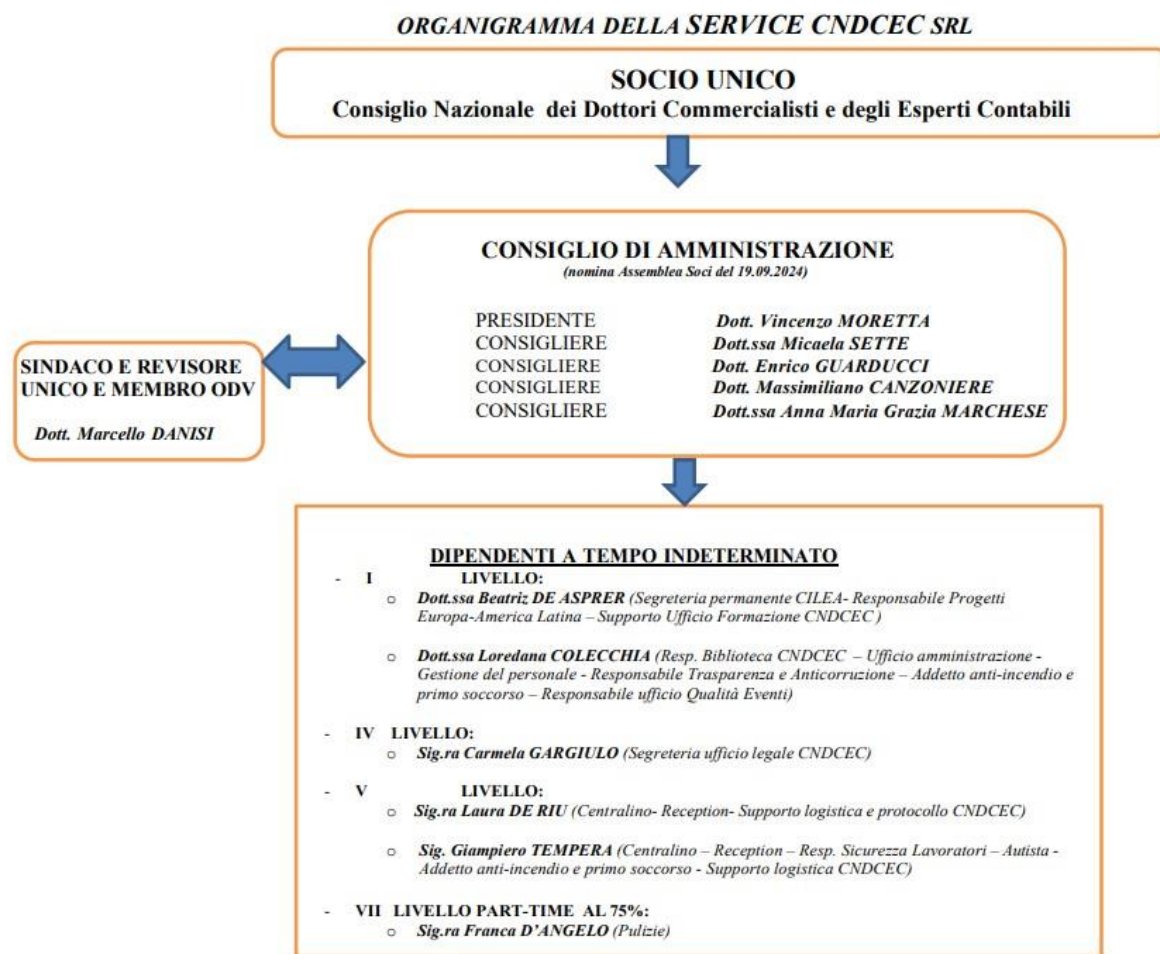 ORGANIGRAMMA DELLA SERVICE CNDCEC SRL
SOCIO UNICO
Consiglio Nazionale dei Dottori Commercialisti e degli Esperti Contabili
CONSIGLIO DI AMMINISTRAZIONE
(nomina Assemblea Soci del 19.09.2024)
PRESIDENTE Dott. Vincenzo MORETTA
CONSIGLIERE Dott.ssa Micaela SETTE
CONSIGLIERE Dott. Enrico GUARDUCCI
CONSIGLIERE Dott. Massimiliano CANZONIERE
CONSIGLIERE Dott.ssa Anna Maria Grazia MARCHESE
SINDACO E REVISORE
UNICO E MEMBRO ODV
Dott. Marcello DANISI
DIPENDENTI A TEMPO INDETERMINATO
- I LIVELLO:
o Dott.ssa Beatriz DE ASPRER (Segreteria permanente CILEA- Responsabile Progetti
Europa-America Latina – Supporto Ufficio Formazione CNDCEC )
o Dott.ssa Loredana COLECCHIA (Resp. Biblioteca CNDCEC – Ufficio amministrazione -
Gestione del personale - Responsabile Trasparenza e Anticorruzione – Addetto anti-incendio e
primo soccorso – Responsabile ufficio Qualità Eventi)
- IV LIVELLO:
o Sig.ra Carmela GARGIULO (Segreteria ufficio legale CNDCEC)
- V LIVELLO:
o Sig.ra Laura DE RIU (Centralino- Reception- Supporto logistica e protocollo CNDCEC)
o Sig. Giampiero TEMPERA (Centralino – Reception – Resp. Sicurezza Lavoratori – Autista -
Addetto anti-incendio e primo soccorso - Supporto logistica CNDCEC)
- VII LIVELLO PART-TIME AL 75%:
o Sig.ra Franca D'ANGELO (Pulizie)